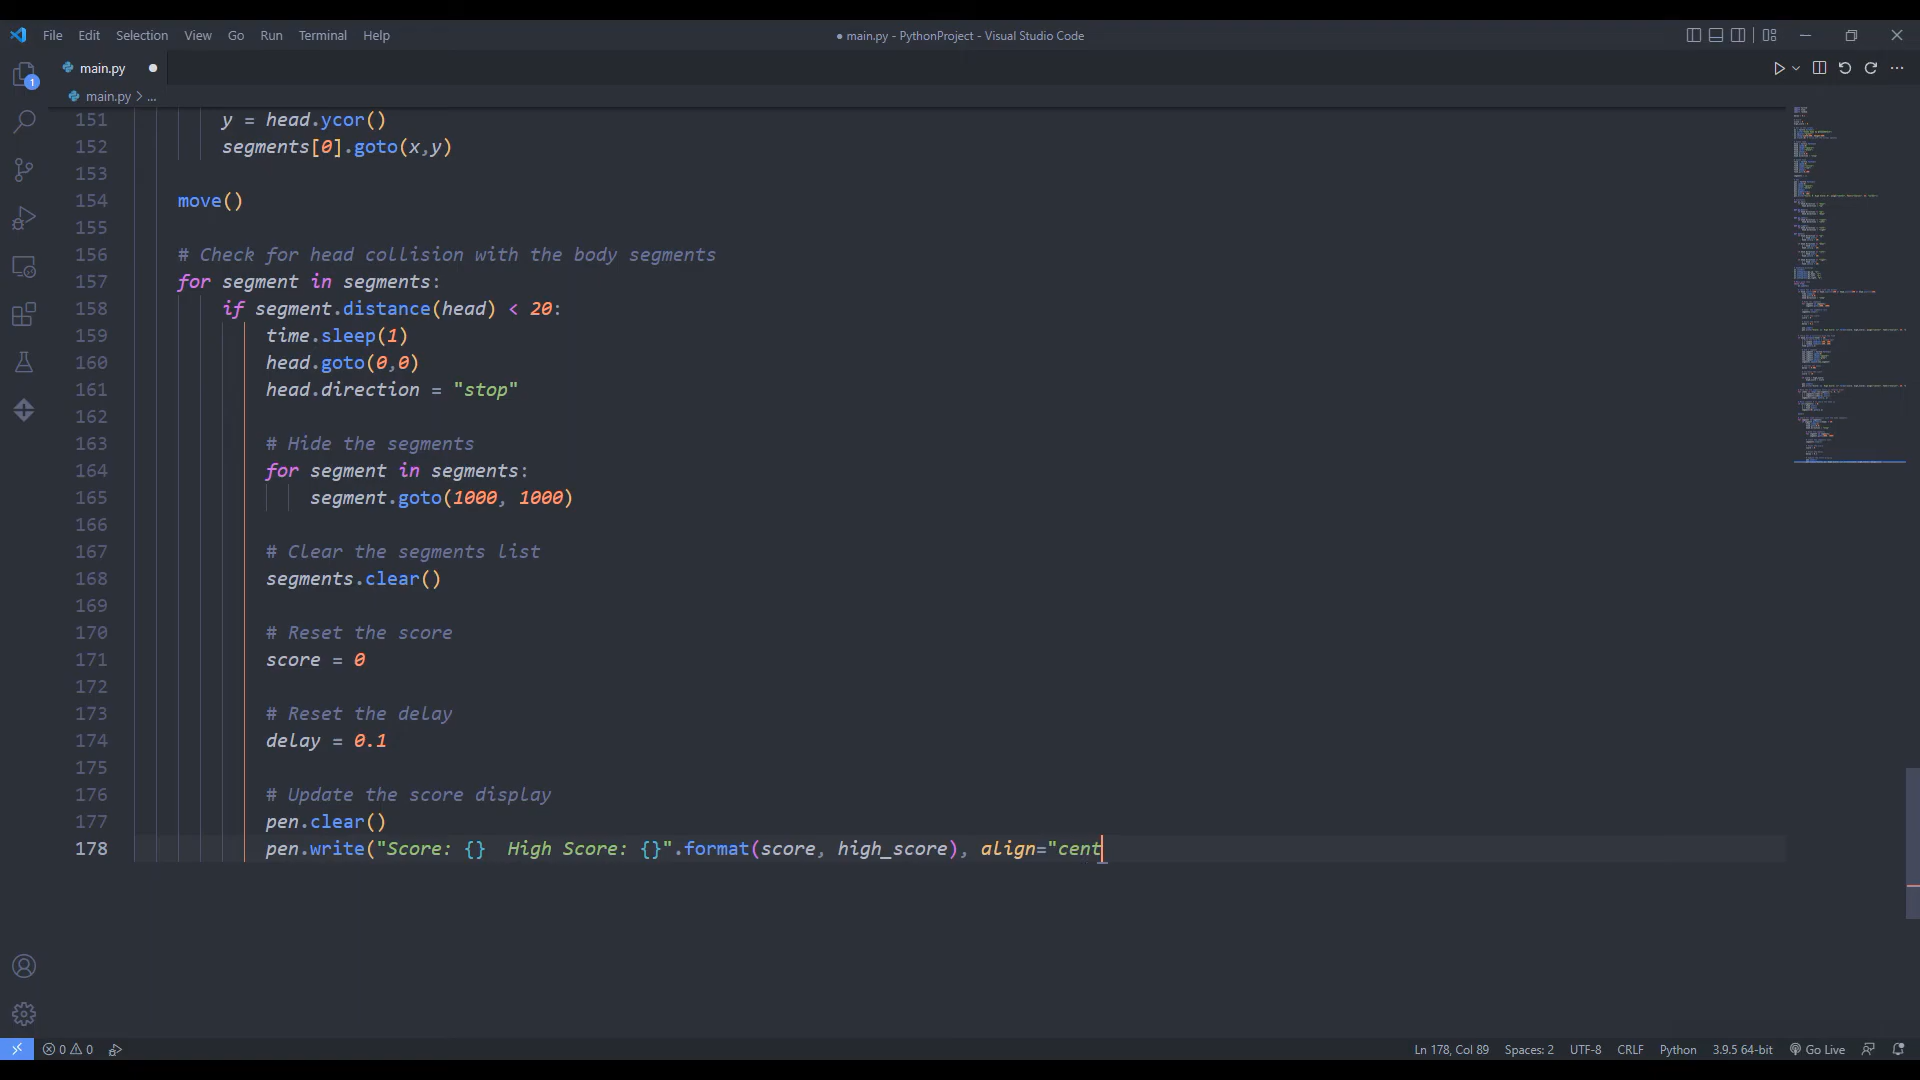 File Edit Selection View Go Run Terminal Help
● main.py - PythonProject - Visual Studio Code
main.py ●
main.py > ...
1
151 y = head.ycor()
152 segments[0].goto(x,y)
153
154 move()
155
156 # Check for head collision with the body segments
157 for segment in segments:
158 if segment.distance(head) < 20:
159 time.sleep(1)
160 head.goto(0,0)
161 head.direction = "stop"
162
163 # Hide the segments
164 for segment in segments:
165 segment.goto(1000, 1000)
166
167 # Clear the segments list
168 segments.clear()
169
170 # Reset the score
171 score = 0
172
173 # Reset the delay
174 delay = 0.1
175
176 # Update the score display
177 pen.clear()
178 pen.write("Score: {}  High Score: {}".format(score, high_score), align="cent
0 0 Ln 178, Col 89 Spaces: 2 UTF-8 CRLF Python 3.9.5 64-bit Go Live